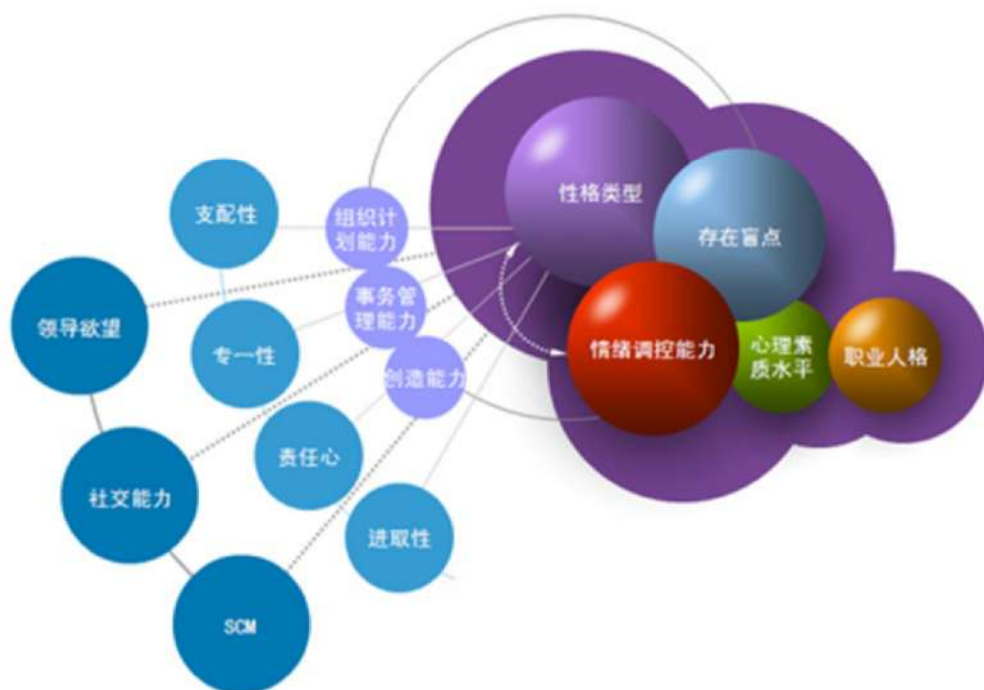 性格类型
支配性
组织计
划能力
存在盲点
事务管
理能力
领导欲望
专一性
情绪调控能力
心理素
质水平
职业人格
创造能力
责任心
社交能力
进取性
SCM